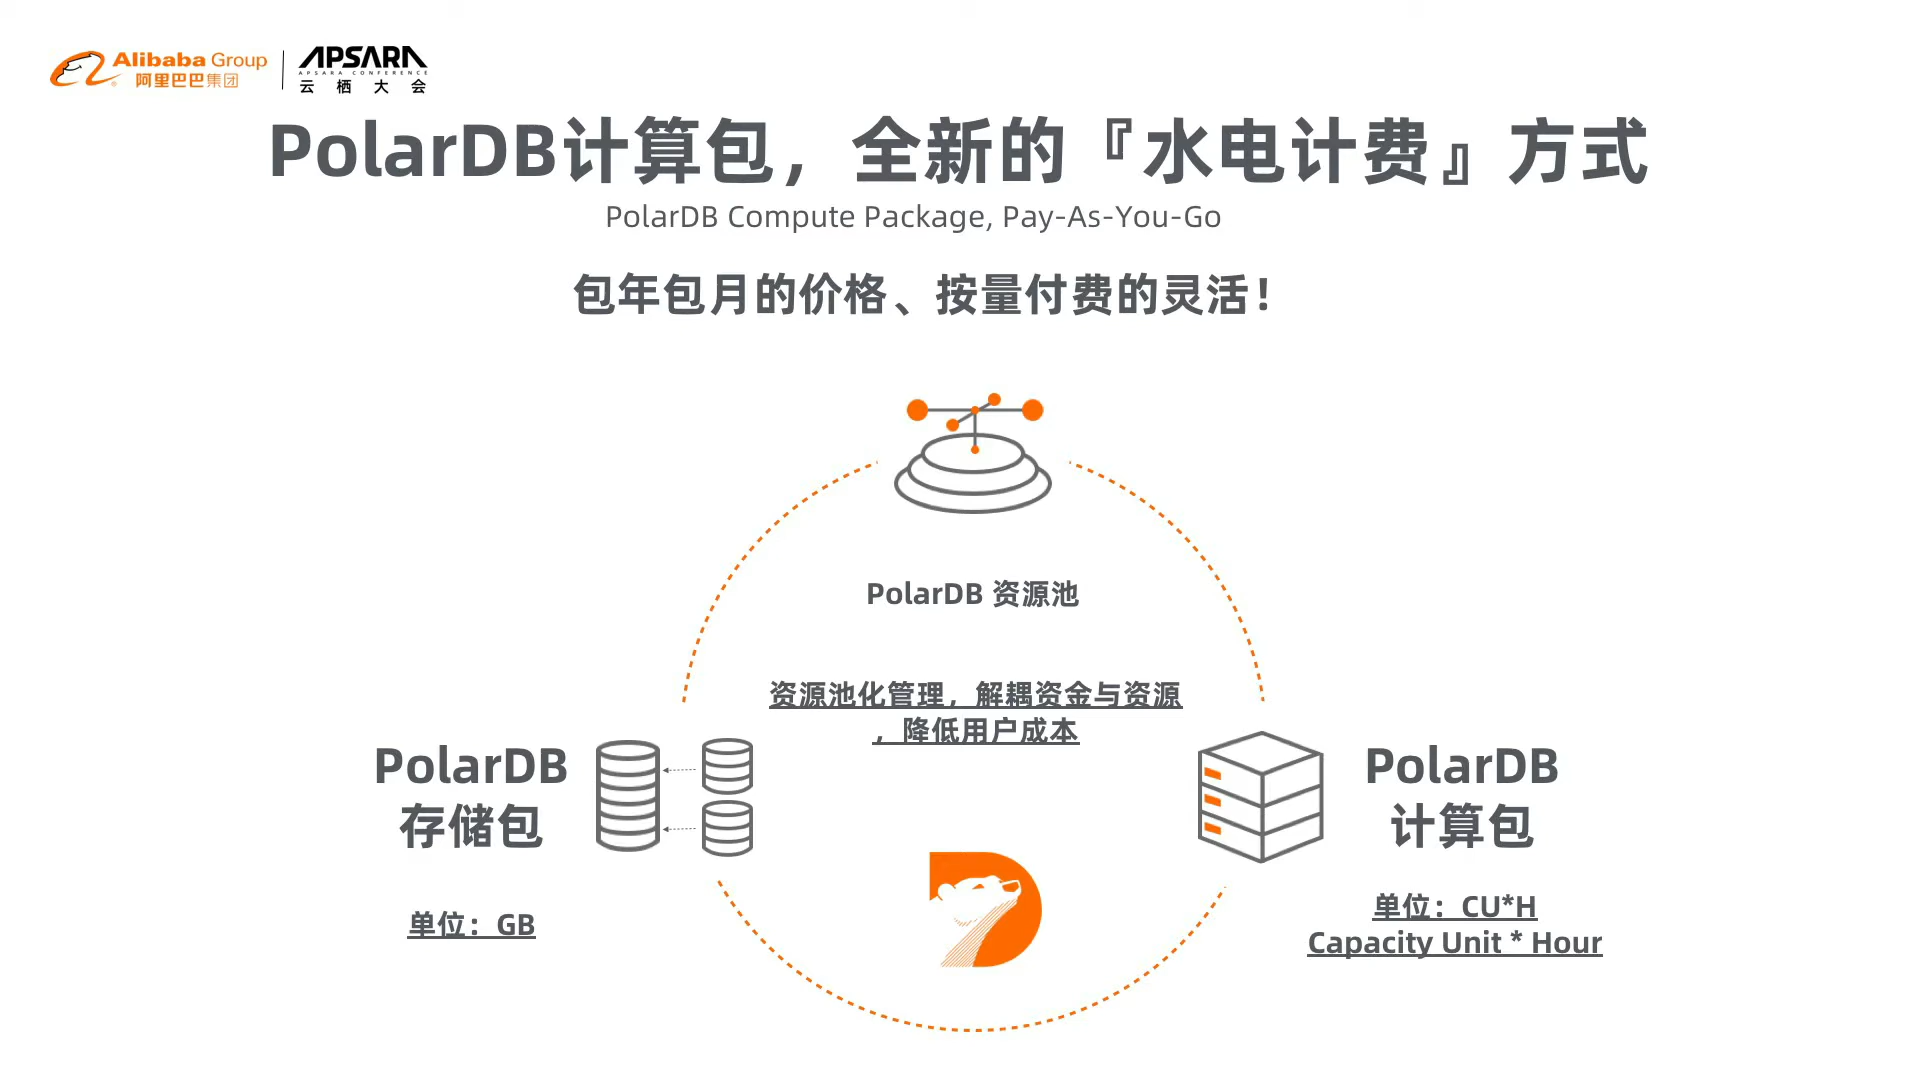 Alibaba Group
阿里巴巴集团
APSARA
APSARA CONFERENCE
云栖大会
PolarDB计算包，全新的『水电计费』方式
PolarDB Compute Package, Pay-As-You-Go
包年包月的价格、按量付费的灵活！
PolarDB 资源池
资源池化管理，解耦资金与资源
，降低用户成本
PolarDB
存储包
单位：GB
PolarDB
计算包
单位：CU*H
Capacity Unit * Hour